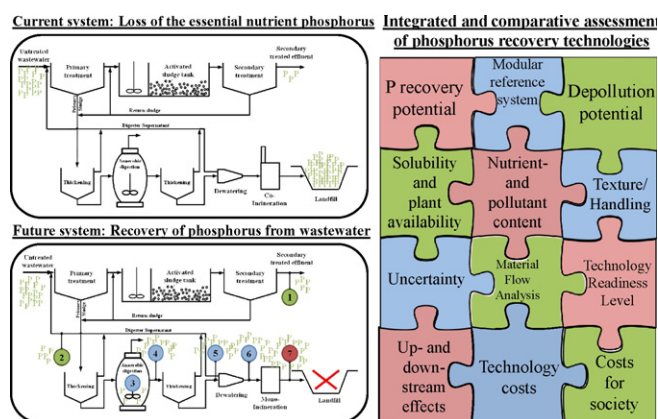 Current system: Loss of the essential nutrient phosphorus
Untreated
wastewater
Primary
treatment
Activated
sludge tank
Secondary
treatment
Secondary
treated effluent
Primary
Sludge
Return sludge
Digester Supernatant
Thickening
Anaerobic
digestion
Thickening
Dewatering
Co-
Incineration
Landfill
Future system: Recovery of phosphorus from wastewater
Untreated
wastewater
Primary
treatment
Activated
sludge tank
Secondary
treatment
Secondary
treated effluent
1
Return sludge
Digester Supernatant
2
Thickening
Anaerobic
digestion
3
4
Thickening
5
Dewatering
6
Mono-
Incineration
7
Landfill
Integrated and comparative assessment
of phosphorus recovery technologies
P recovery
potential
Modular
reference
system
Depollution
potential
Solubility
and
plant
availability
Nutrient-
and
pollutant
content
Texture/
Handling
Uncertainty
Material
Flow
Analysis
Technology
Readiness
Level
Up- and
down-
stream
effects
Technology
costs
Costs
for
society